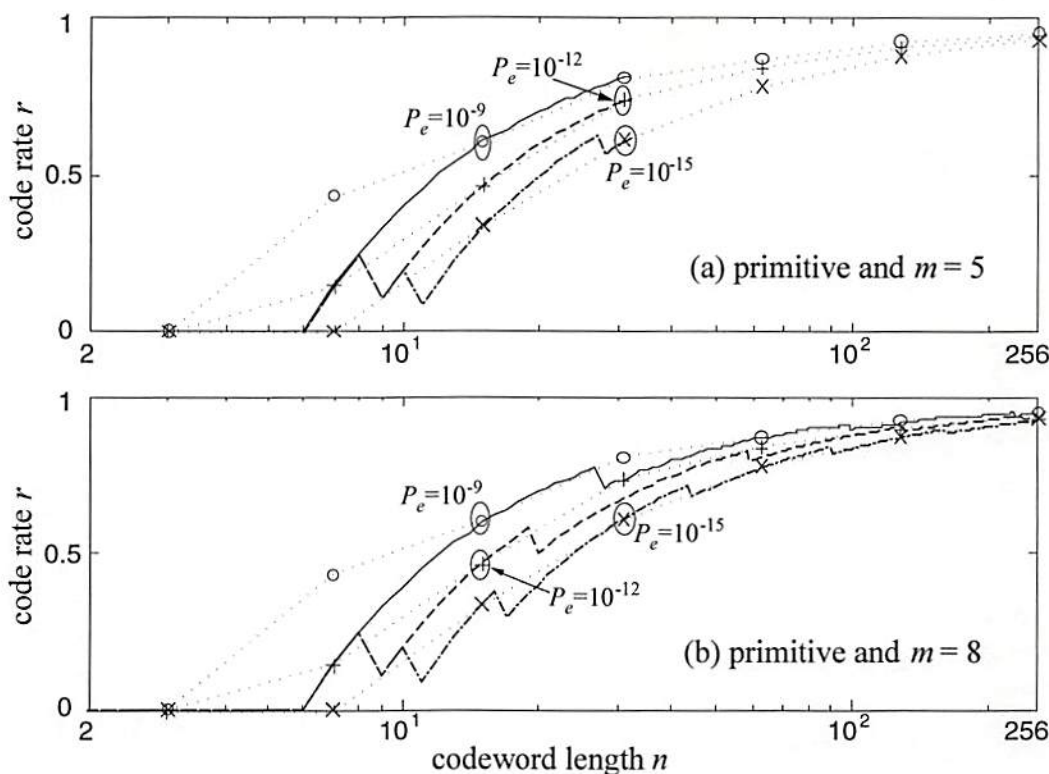 1
P_e=10^-12
P_e=10^-9
code rate r
0.5
P_e=10^-15
(a) primitive and m = 5
0
2 10^1 10^2 256
1
P_e=10^-9
code rate r
0.5
P_e=10^-15
P_e=10^-12
(b) primitive and m = 8
0
2 10^1 10^2 256
codeword length n